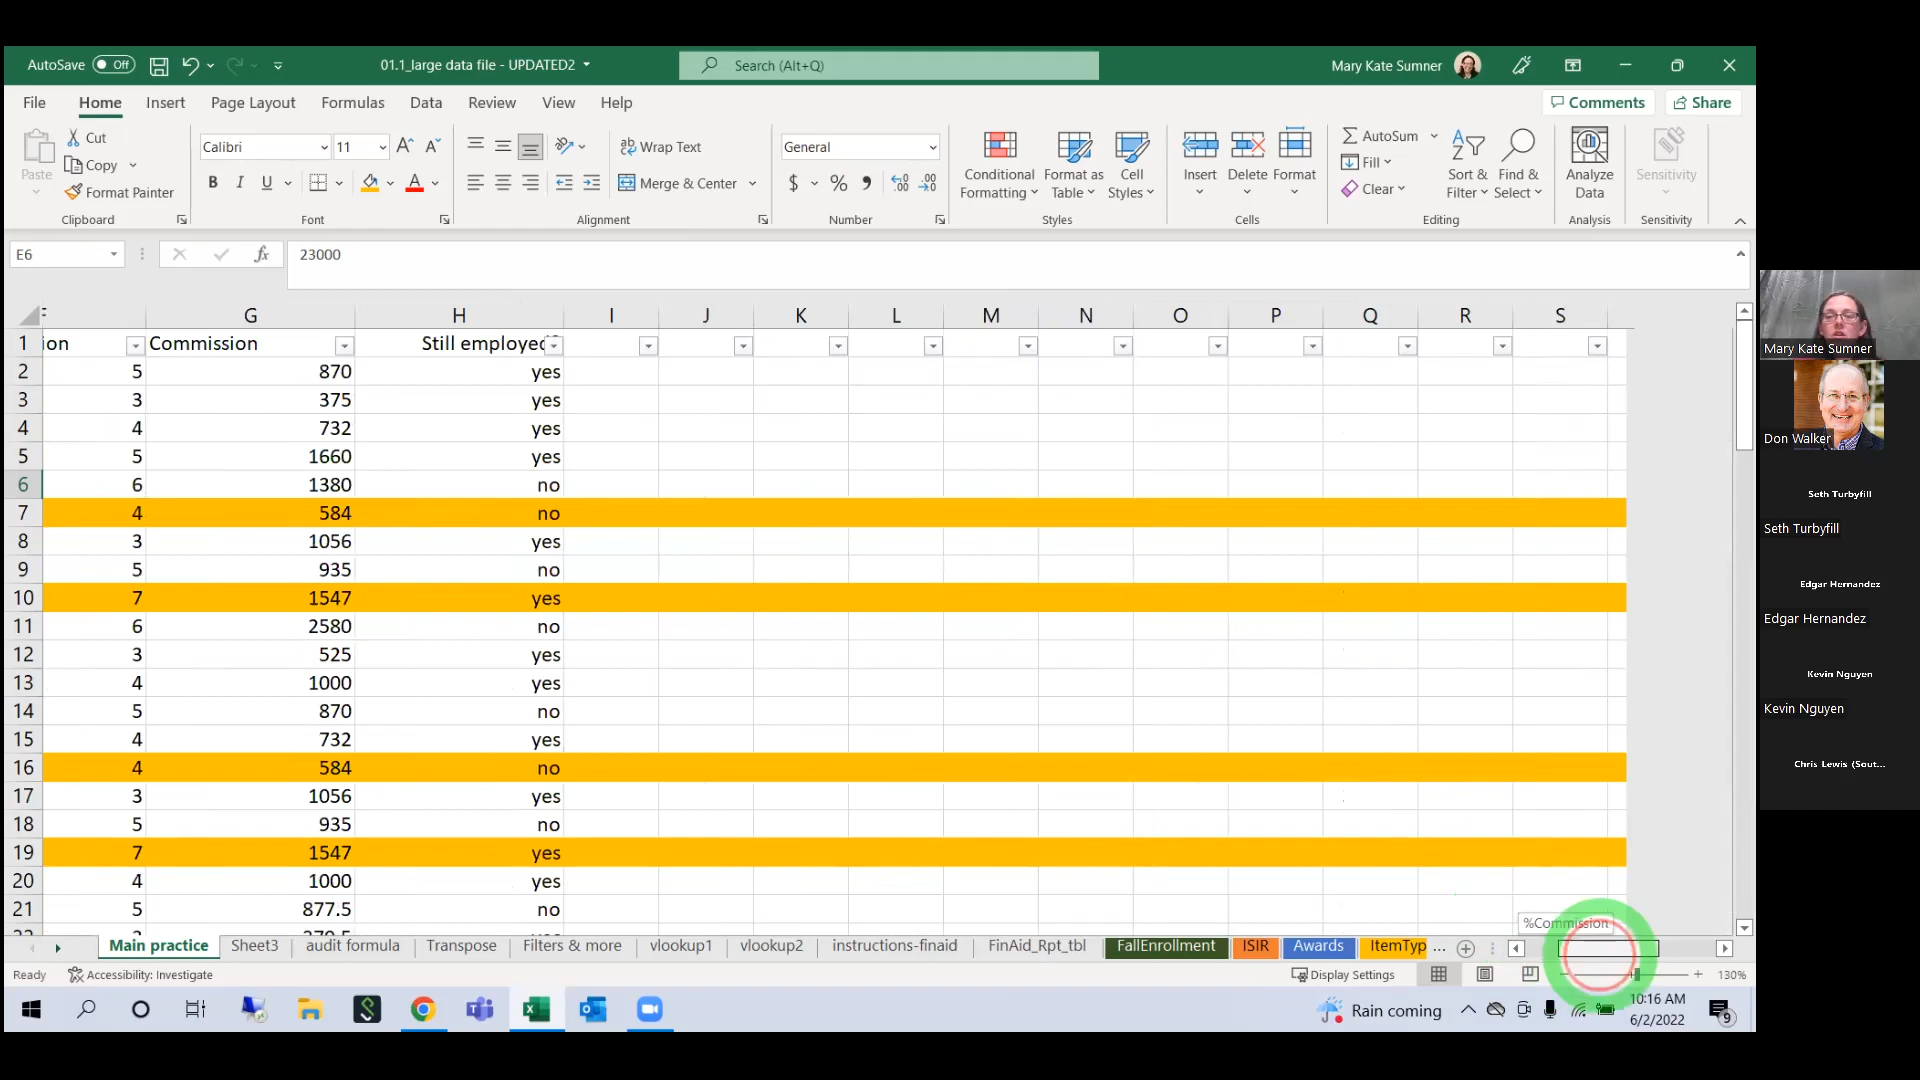 AutoSave Off 01.1_large data file - UPDATED2 Search (Alt+Q) Mary Kate Sumner
File Home Insert Page Layout Formulas Data Review View Help Comments Share
Paste Cut Copy Format Painter Clipboard
Calibri 11 B I U Font
Wrap Text Merge & Center Alignment
General $ % Number
Conditional Formatting Format as Table Cell Styles Styles
Insert Delete Format Cells
AutoSum Fill Clear Sort & Filter Find & Select Editing
Analyze Data Analysis
Sensitivity Sensitivity
E6 fx 23000
F G H I J K L M N O P Q R S
1 ion Commission Still employed?
2 5 870 yes
3 3 375 yes
4 4 732 yes
5 5 1660 yes
6 6 1380 no
7 4 584 no
8 3 1056 yes
9 5 935 no
10 7 1547 yes
11 6 2580 no
12 3 525 yes
13 4 1000 yes
14 5 870 no
15 4 732 yes
16 4 584 no
17 3 1056 yes
18 5 935 no
19 7 1547 yes
20 4 1000 yes
21 5 877.5 no
%Commission
Main practice Sheet3 audit formula Transpose Filters & more vlookup1 vlookup2 instructions-finaid FinAid_Rpt_tbl FallEnrollment ISIR Awards ItemTyp ...
Ready Accessibility: Investigate Display Settings 130%
Rain coming 10:16 AM
6/2/2022 9
Mary Kate Sumner
Don Walker
Seth Turbyfill
Seth Turbyfill
Edgar Hernandez
Edgar Hernandez
Kevin Nguyen
Kevin Nguyen
Chris Lewis (Sout...